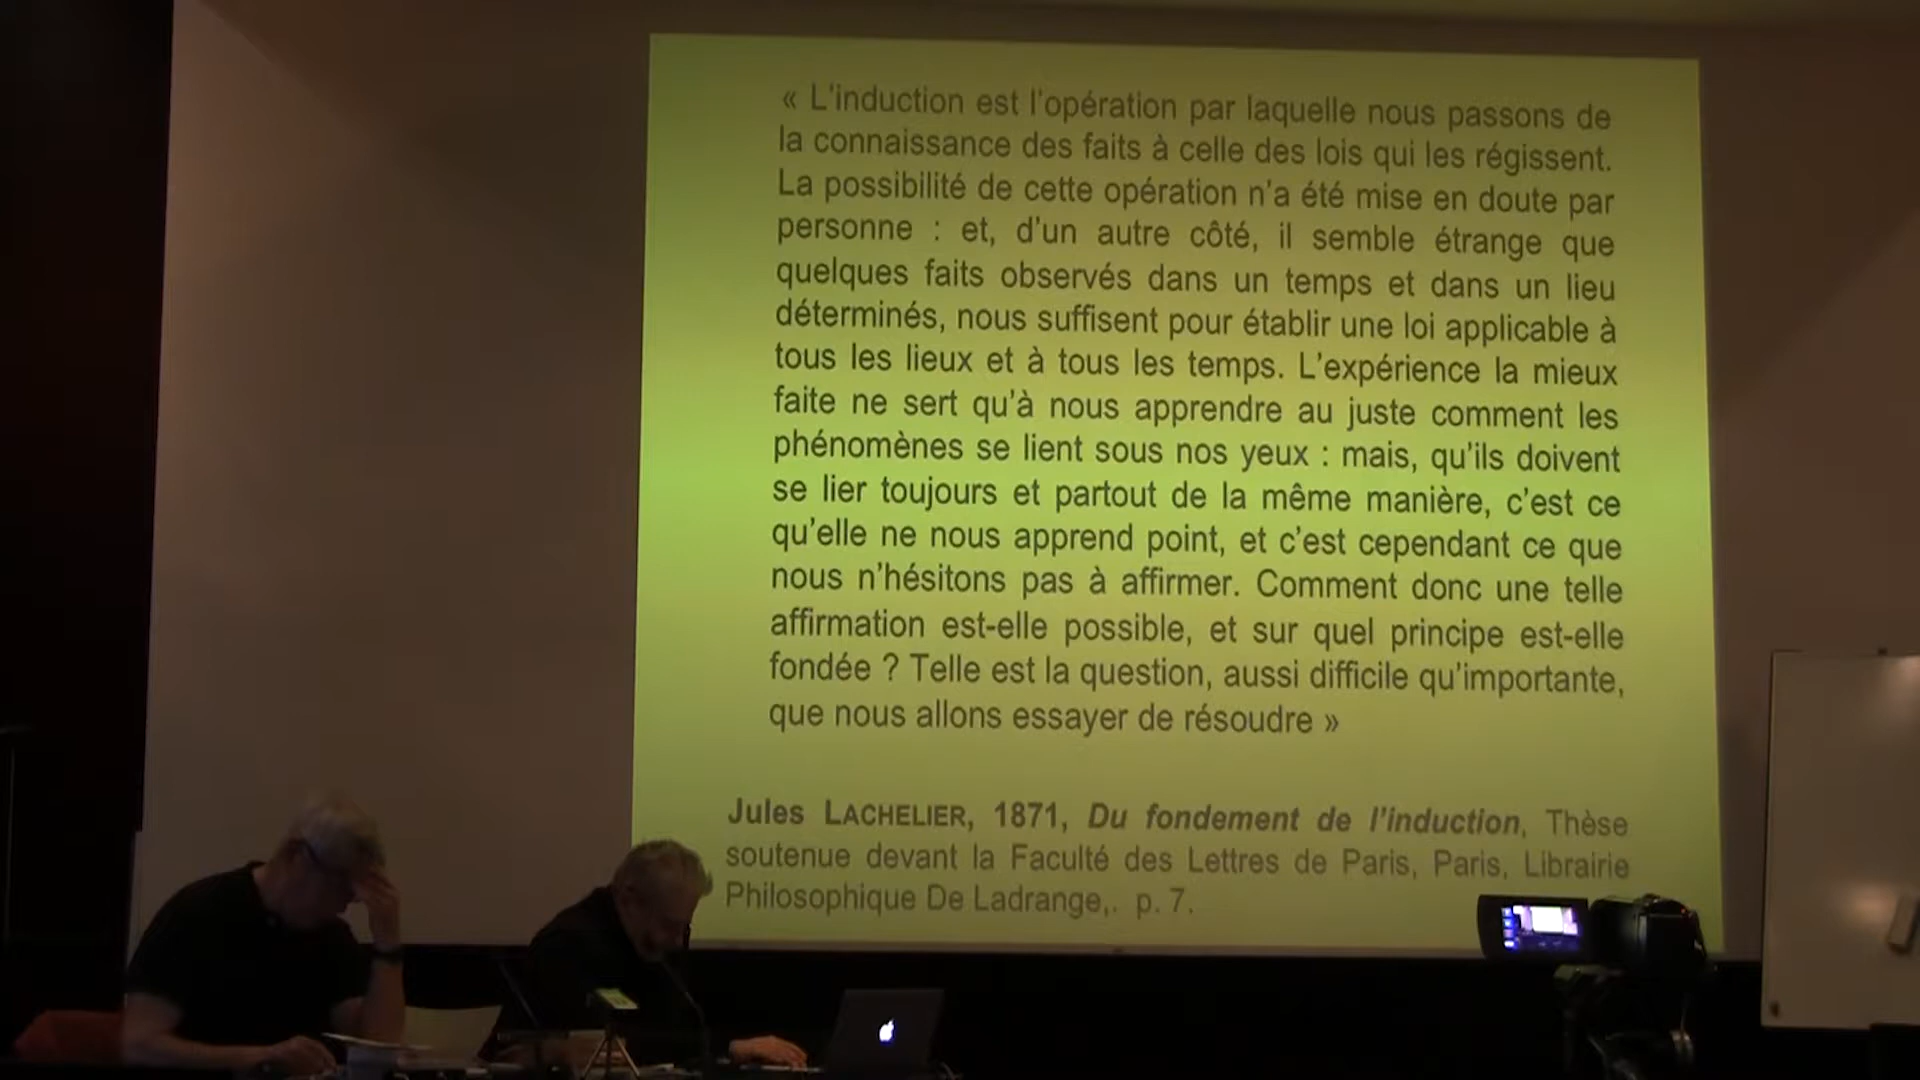 « L'induction est l'opération par laquelle nous passons de
la connaissance des faits à celle des lois qui les régissent.
La possibilité de cette opération n'a été mise en doute par
personne : et, d'un autre côté, il semble étrange que
quelques faits observés dans un temps et dans un lieu
déterminés, nous suffisent pour établir une loi applicable à
tous les lieux et à tous les temps. L'expérience la mieux
faite ne sert qu'à nous apprendre au juste comment les
phénomènes se lient sous nos yeux : mais, qu'ils doivent
se lier toujours et partout de la même manière, c'est ce
qu'elle ne nous apprend point, et c'est cependant ce que
nous n'hésitons pas à affirmer. Comment donc une telle
affirmation est-elle possible, et sur quel principe est-elle
fondée ? Telle est la question, aussi difficile qu'importante,
que nous allons essayer de résoudre »
Jules LACHELIER, 1871, Du fondement de l'induction, Thèse
soutenue devant la Faculté des Lettres de Paris, Paris, Librairie
Philosophique De Ladrange,. p. 7.